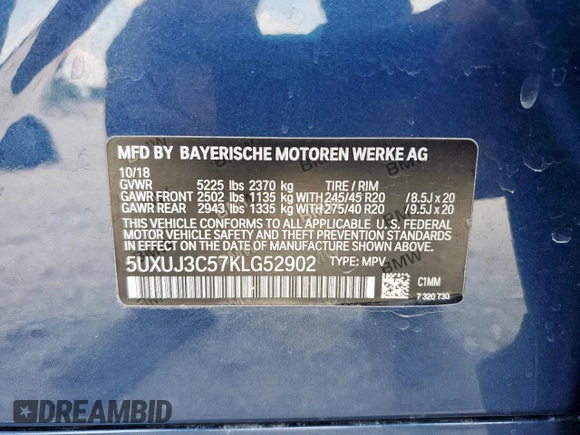 MFD BY BAYERISCHE MOTOREN WERKE AG
10/18
GVWR 5225 lbs 2370 kg TIRE / RIM
GAWR FRONT 2502 lbs 1135 kg WITH 245/45 R20 /8.5J x 20
GAWR REAR 2943 lbs 1335 kg WITH 275/40 R20 /9.5J x 20
THIS VEHICLE CONFORMS TO ALL APPLICABLE U. S. FEDERAL
MOTOR VEHICLE SAFETY AND THEFT PREVENTION STANDARDS
IN EFFECT ON THE DATE OF MANUFACTURE SHOWN ABOVE.
5UXUJ3C57KLG52902 TYPE: MPV
C1MM
7 320 730
DREAMBID